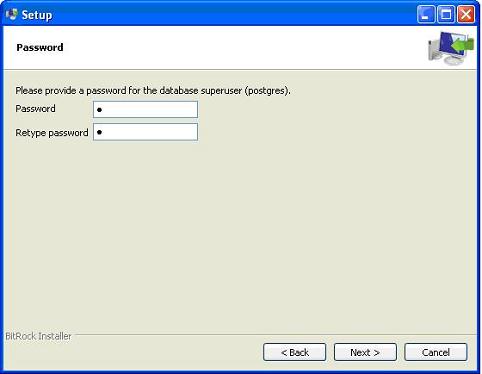 Setup
Password
Please provide a password for the database superuser (postgres).
Password ●
Retype password ●
BitRock Installer
< Back Next > Cancel